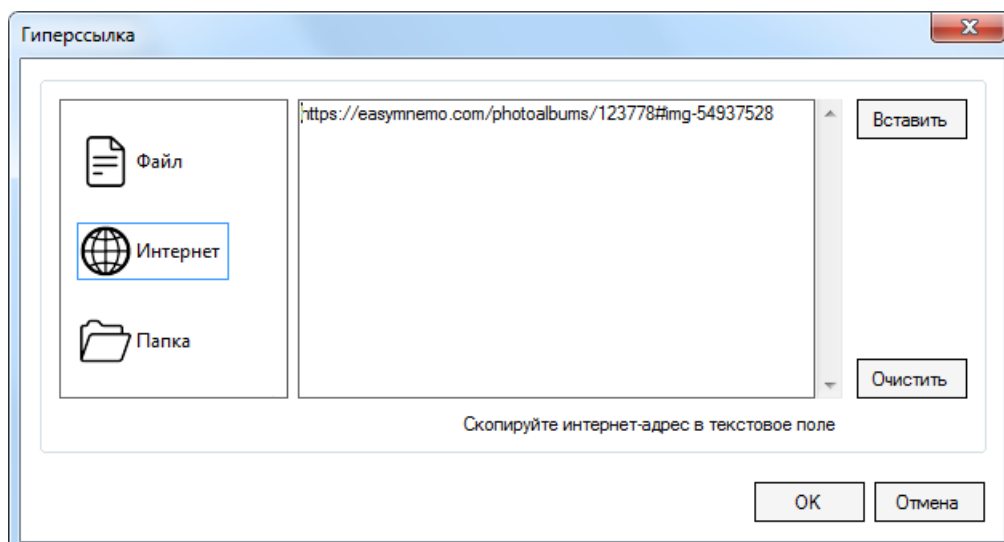 Гиперссылка
Файл
Интернет
Папка
https://easymnemo.com/photoalbums/123778#img-54937528
Вставить
Очистить
Скопируйте интернет-адрес в текстовое поле
OK
Отмена